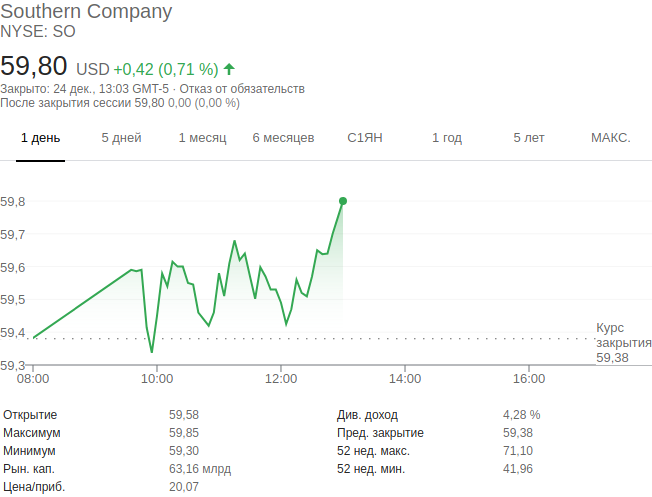 Southern Company
NYSE: SO
59,80 USD +0,42 (0,71 %)
Закрыто: 24 дек., 13:03 GMT-5 · Отказ от обязательств
После закрытия сессии 59,80 0,00 (0,00 %)
1 день 5 дней 1 месяц 6 месяцев С1ЯН 1 год 5 лет МАКС.
59,8
59,7
59,6
59,5
59,4
59,3
Курс
закрытия
59,38
08:00 10:00 12:00 14:00 16:00
Открытие 59,58 Див. доход 4,28 %
Максимум 59,85 Пред. закрытие 59,38
Минимум 59,30 52 нед. макс. 71,10
Рын. кап. 63,16 млрд 52 нед. мин. 41,96
Цена/приб. 20,07